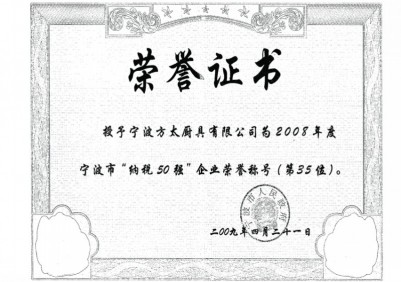 荣誉证书
授予宁波方太厨具有限公司为2008年度
宁波市“纳税50强”企业荣誉称号（第35位）。
宁波市人民政府
二00九年四月二十一日